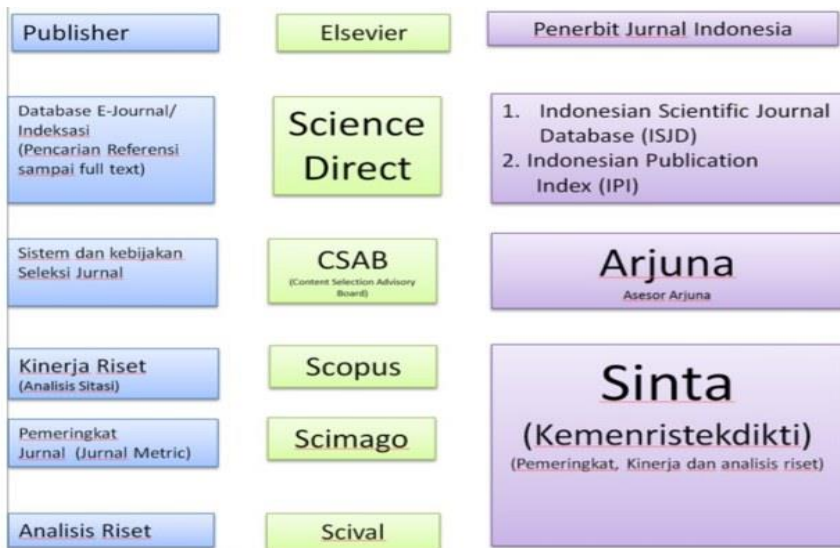 Publisher
Elsevier
Penerbit Jurnal Indonesia
Database E-Journal/
Indeksasi
(Pencarian Referensi
sampai full text)
Science
Direct
1. Indonesian Scientific Journal
Database (ISJD)
2. Indonesian Publication
Index (IPI)
Sistem dan kebijakan
Seleksi Jurnal
CSAB
(Content Selection Advisory
Board)
Arjuna
Asesor Arjuna
Kinerja Riset
(Analisis Sitasi)
Scopus
Sinta
(Kemenristekdikti)
(Pemeringkat, Kinerja dan analisis riset)
Pemeringkat
Jurnal (Jurnal Metric)
Scimago
Analisis Riset
Scival